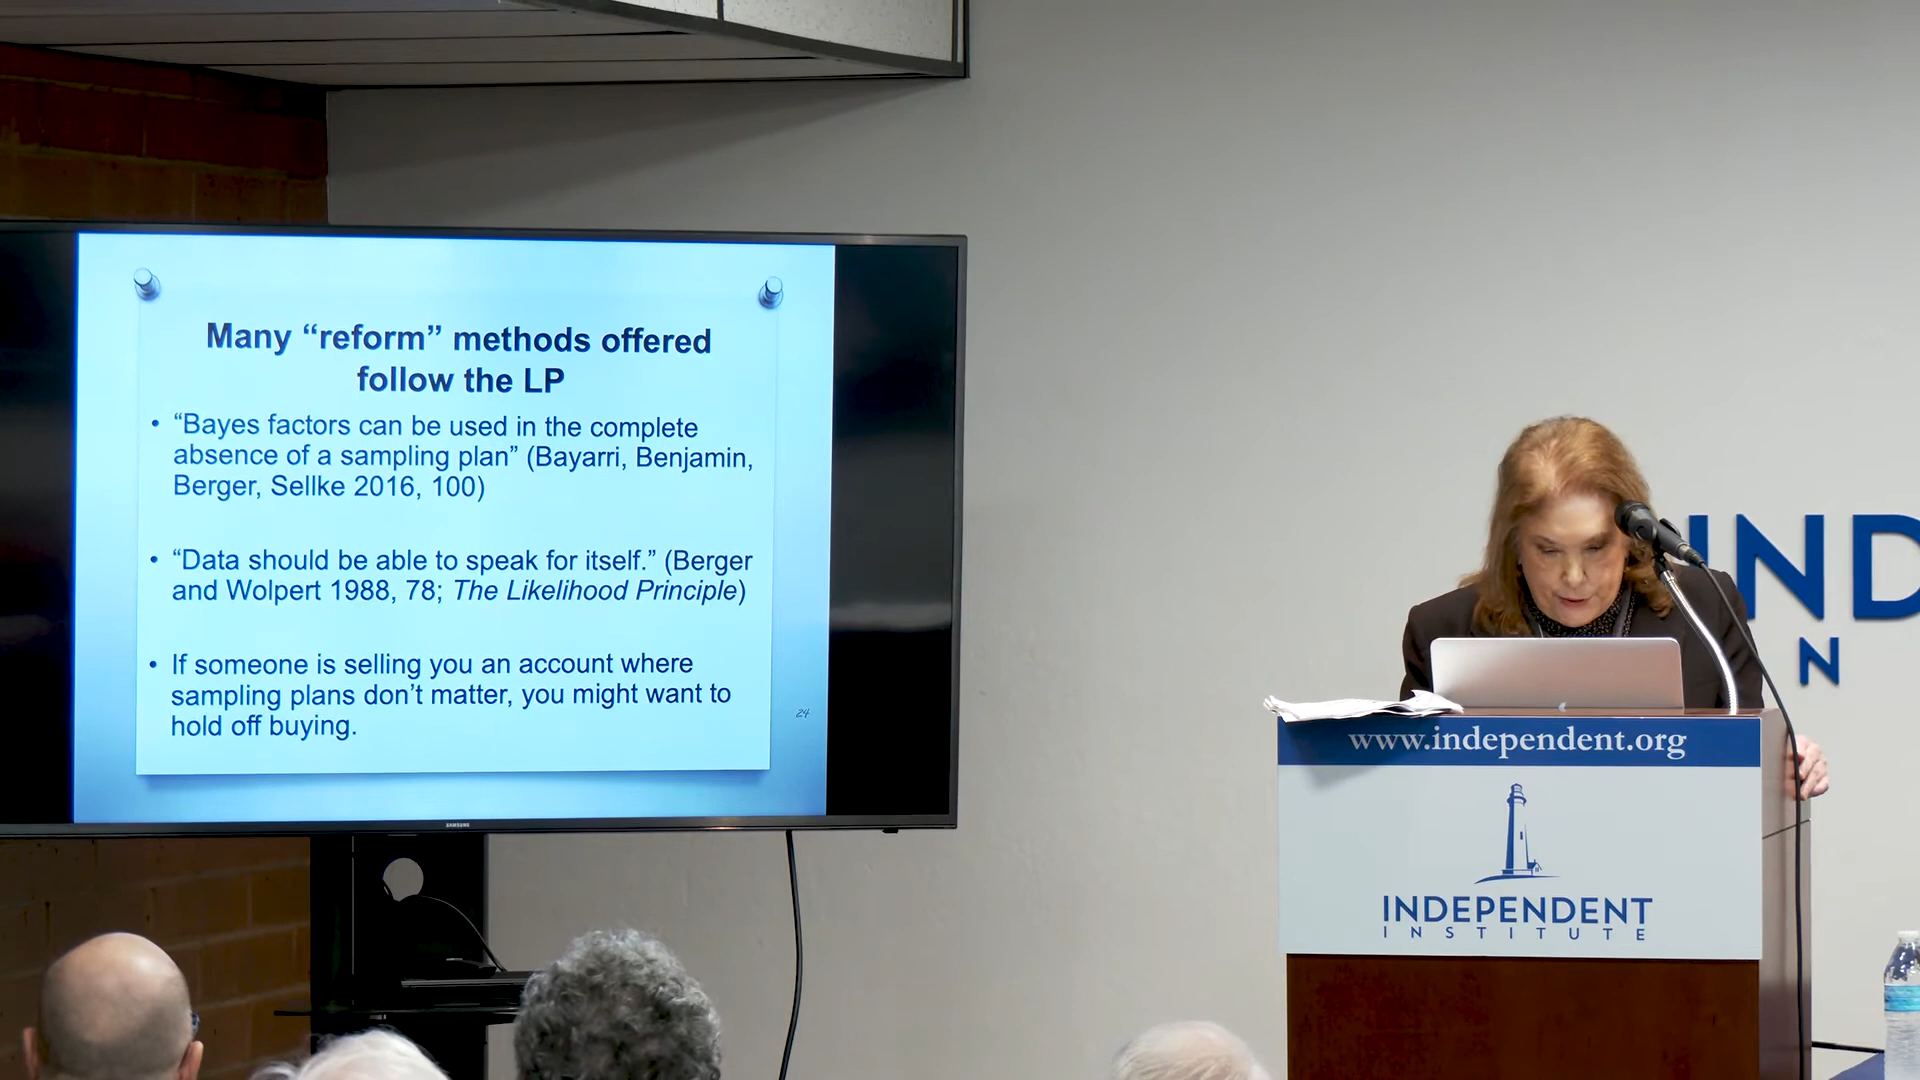 Many “reform” methods offered
follow the LP
• “Bayes factors can be used in the complete
absence of a sampling plan” (Bayarri, Benjamin,
Berger, Sellke 2016, 100)
• “Data should be able to speak for itself.” (Berger
and Wolpert 1988, 78; The Likelihood Principle)
• If someone is selling you an account where
sampling plans don’t matter, you might want to
hold off buying.
24
SAMSUNG
IND
N
www.independent.org
INDEPENDENT
INSTITUTE